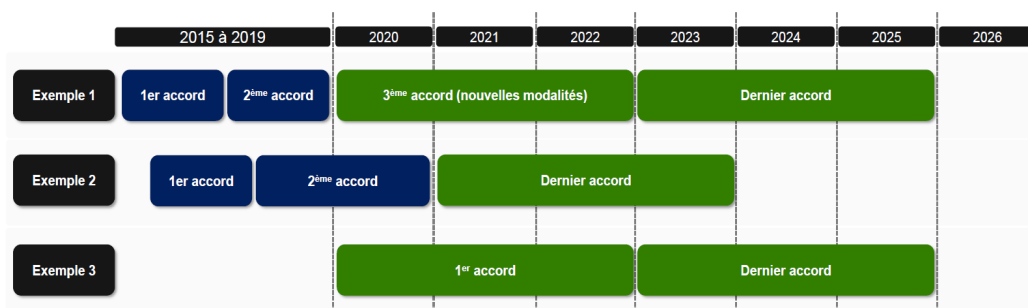 2015 à 2019 2020 2021 2022 2023 2024 2025 2026
Exemple 1 1er accord 2ème accord 3ème accord (nouvelles modalités) Dernier accord
Exemple 2 1er accord 2ème accord Dernier accord
Exemple 3 1er accord Dernier accord